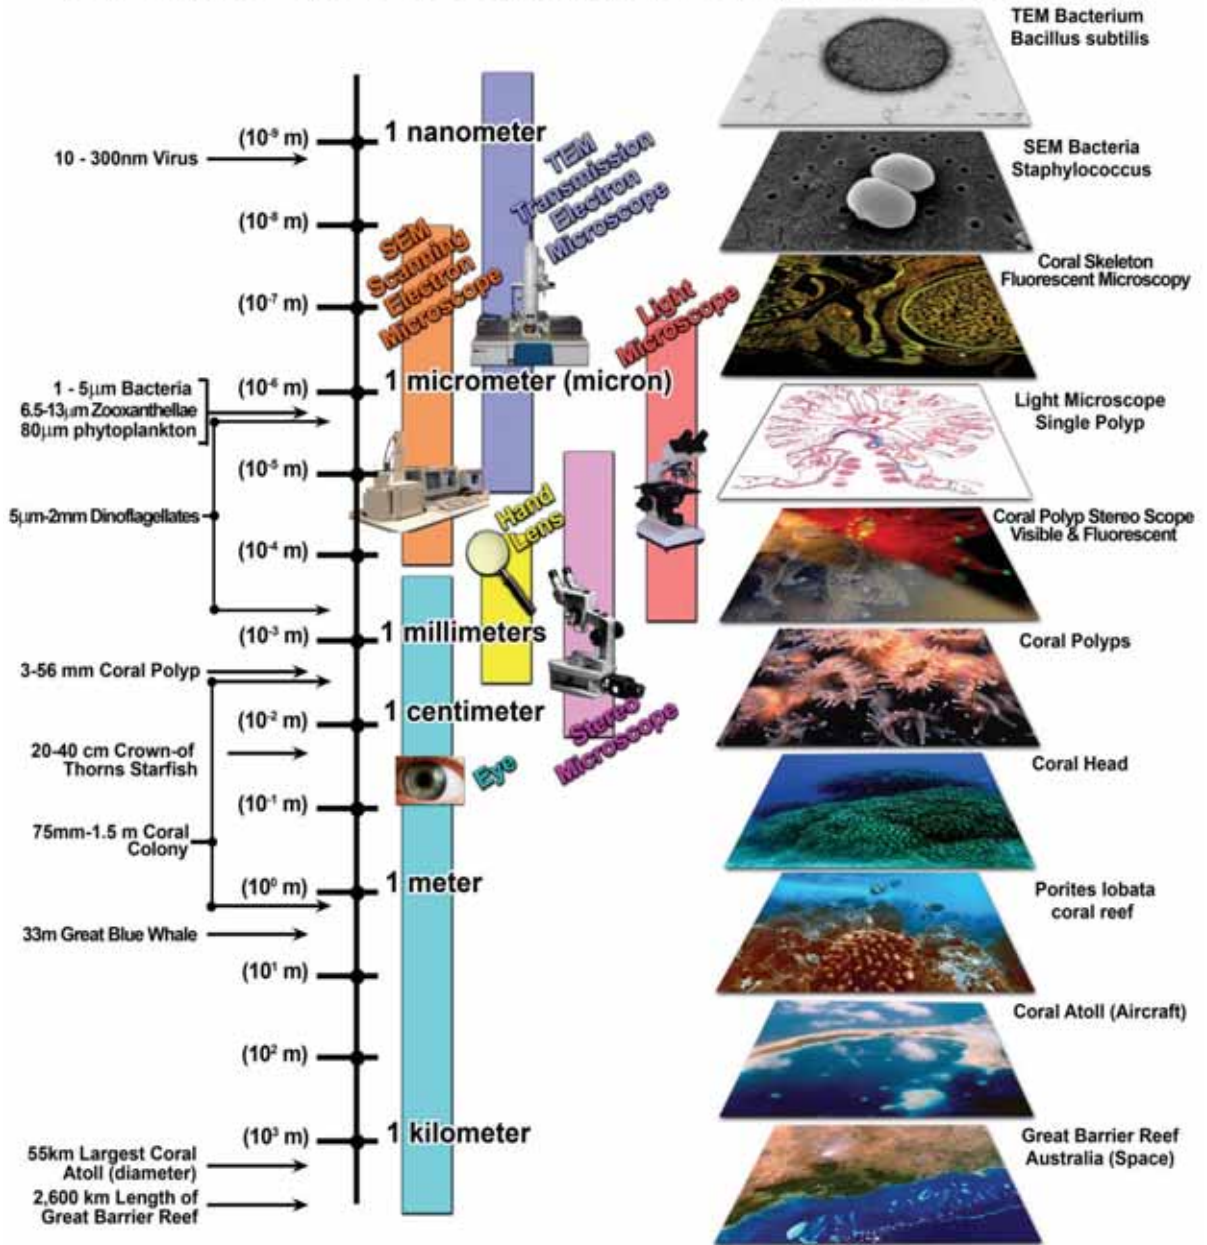 TEM Bacterium
Bacillus subtilis
(10⁻⁹ m)
1 nanometer
10 - 300nm Virus
TEM
Transmission
Electron
Microscope
SEM Bacteria
Staphylococcus
(10⁻⁸ m)
SEM
Scanning
Electron
Microscope
Coral Skeleton
Fluorescent Microscopy
(10⁻⁷ m)
Light
Microscope
1 - 5µm Bacteria
6.5-13µm Zooxanthellae
80µm phytoplankton
(10⁻⁶ m)
1 micrometer (micron)
Light Microscope
Single Polyp
(10⁻⁵ m)
5µm-2mm Dinoflagellates
Hand
Lens
Coral Polyp Stereo Scope
Visible & Fluorescent
(10⁻⁴ m)
(10⁻³ m)
1 millimeters
Coral Polyps
3-56 mm Coral Polyp
(10⁻² m)
1 centimeter
Stereo
Microscope
20-40 cm Crown-of
Thorns Starfish
Eye
Coral Head
(10⁻¹ m)
75mm-1.5 m Coral
Colony
(10⁰ m)
1 meter
Porites lobata
coral reef
33m Great Blue Whale
(10¹ m)
Coral Atoll (Aircraft)
(10² m)
(10³ m)
1 kilometer
55km Largest Coral
Atoll (diameter)
Great Barrier Reef
Australia (Space)
2,600 km Length of
Great Barrier Reef